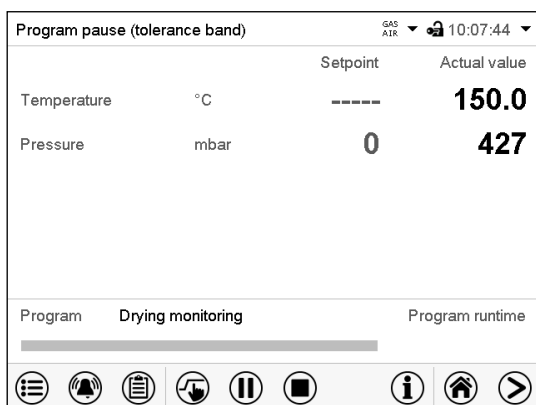 Program pause (tolerance band) GAS AIR 10:07:44
Setpoint Actual value
Temperature °C ----- 150.0
Pressure mbar 0 427
Program Drying monitoring Program runtime